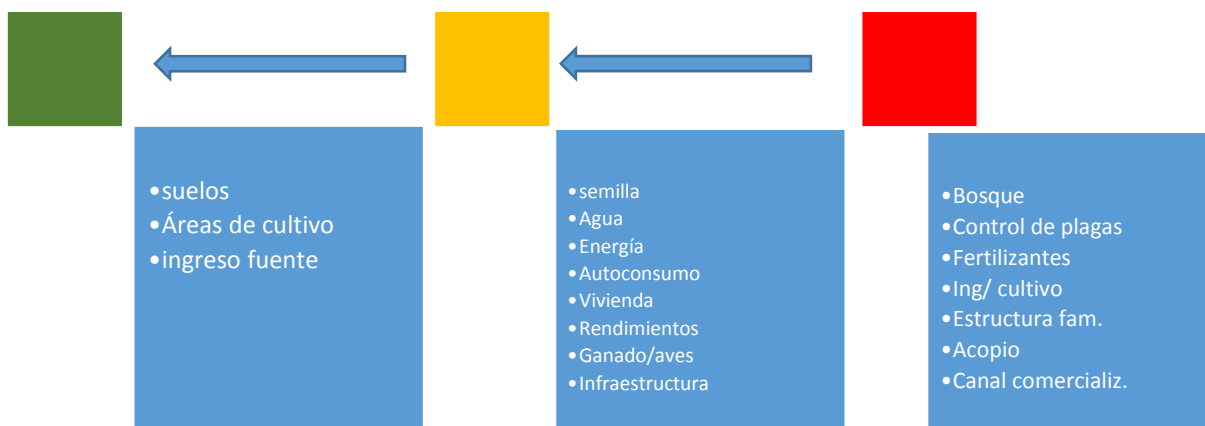 •suelos
•Áreas de cultivo
•ingreso fuente
•semilla
•Agua
•Energía
•Autoconsumo
•Vivienda
•Rendimientos
•Ganado/aves
•Infraestructura
•Bosque
•Control de plagas
•Fertilizantes
•Ing/ cultivo
•Estructura fam.
•Acopio
•Canal comercializ.